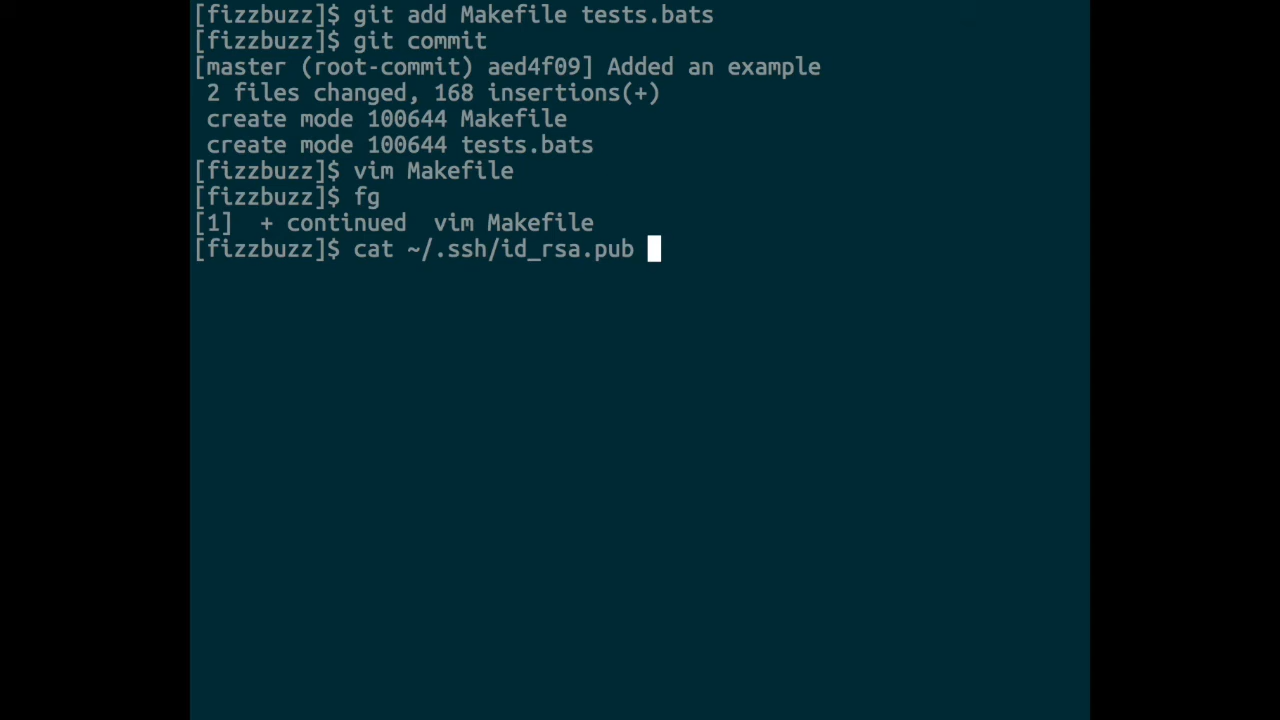 [fizzbuzz]$ git add Makefile tests.bats
[fizzbuzz]$ git commit
[master (root-commit) aed4f09] Added an example
 2 files changed, 168 insertions(+)
 create mode 100644 Makefile
 create mode 100644 tests.bats
[fizzbuzz]$ vim Makefile
[fizzbuzz]$ fg
[1]  + continued  vim Makefile
[fizzbuzz]$ cat ~/.ssh/id_rsa.pub